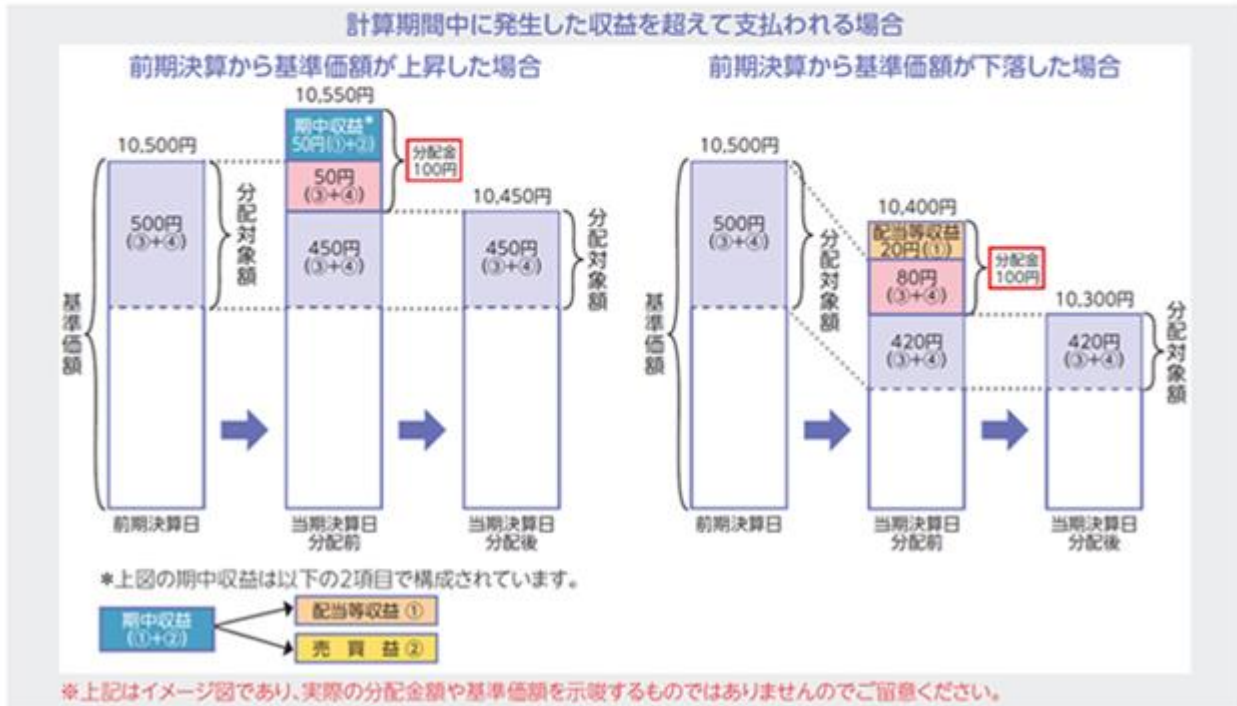 計算期間中に発生した収益を超えて支払われる場合
前期決算から基準価額が上昇した場合
10,550円
10,500円
期中収益*
50円(①+②)
分配金
100円
50円
(③+④)
10,450円
500円
(③+④)
分配対象額
450円
(③+④)
450円
(③+④)
分配対象額
基準価額
前期決算日
当期決算日
分配前
当期決算日
分配後
前期決算から基準価額が下落した場合
10,500円
10,400円
500円
(③+④)
分配対象額
配当等収益
20円(①)
分配金
100円
80円
(③+④)
10,300円
420円
(③+④)
420円
(③+④)
分配対象額
基準価額
前期決算日
当期決算日
分配前
当期決算日
分配後
*上図の期中収益は以下の2項目で構成されています。
期中収益
(①+②)
配当等収益 ①
売買益 ②
※上記はイメージ図であり、実際の分配金額や基準価額を示唆するものではありませんのでご留意ください。